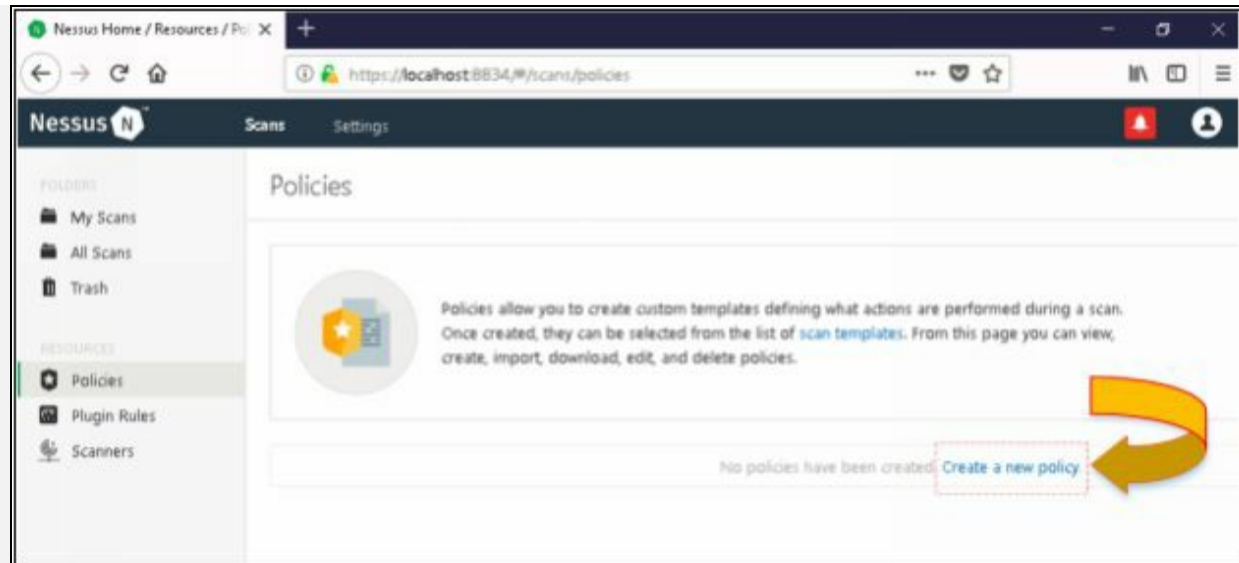 Nessus Home / Resources / Pol
https://localhost:8834/#/scans/policies
Nessus N
Scans
Settings
FOLDERS
My Scans
All Scans
Trash
RESOURCES
Policies
Plugin Rules
Scanners
Policies
Policies allow you to create custom templates defining what actions are performed during a scan.
Once created, they can be selected from the list of scan templates. From this page you can view,
create, import, download, edit, and delete policies.
No policies have been created. Create a new policy.